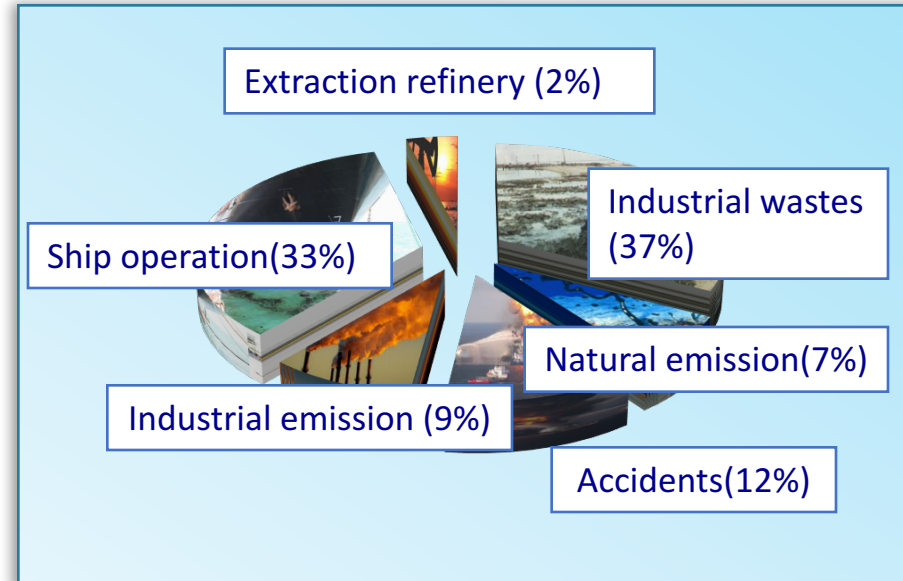 Extraction refinery (2%)
Industrial wastes
(37%)
Ship operation(33%)
Natural emission(7%)
Industrial emission (9%)
Accidents(12%)